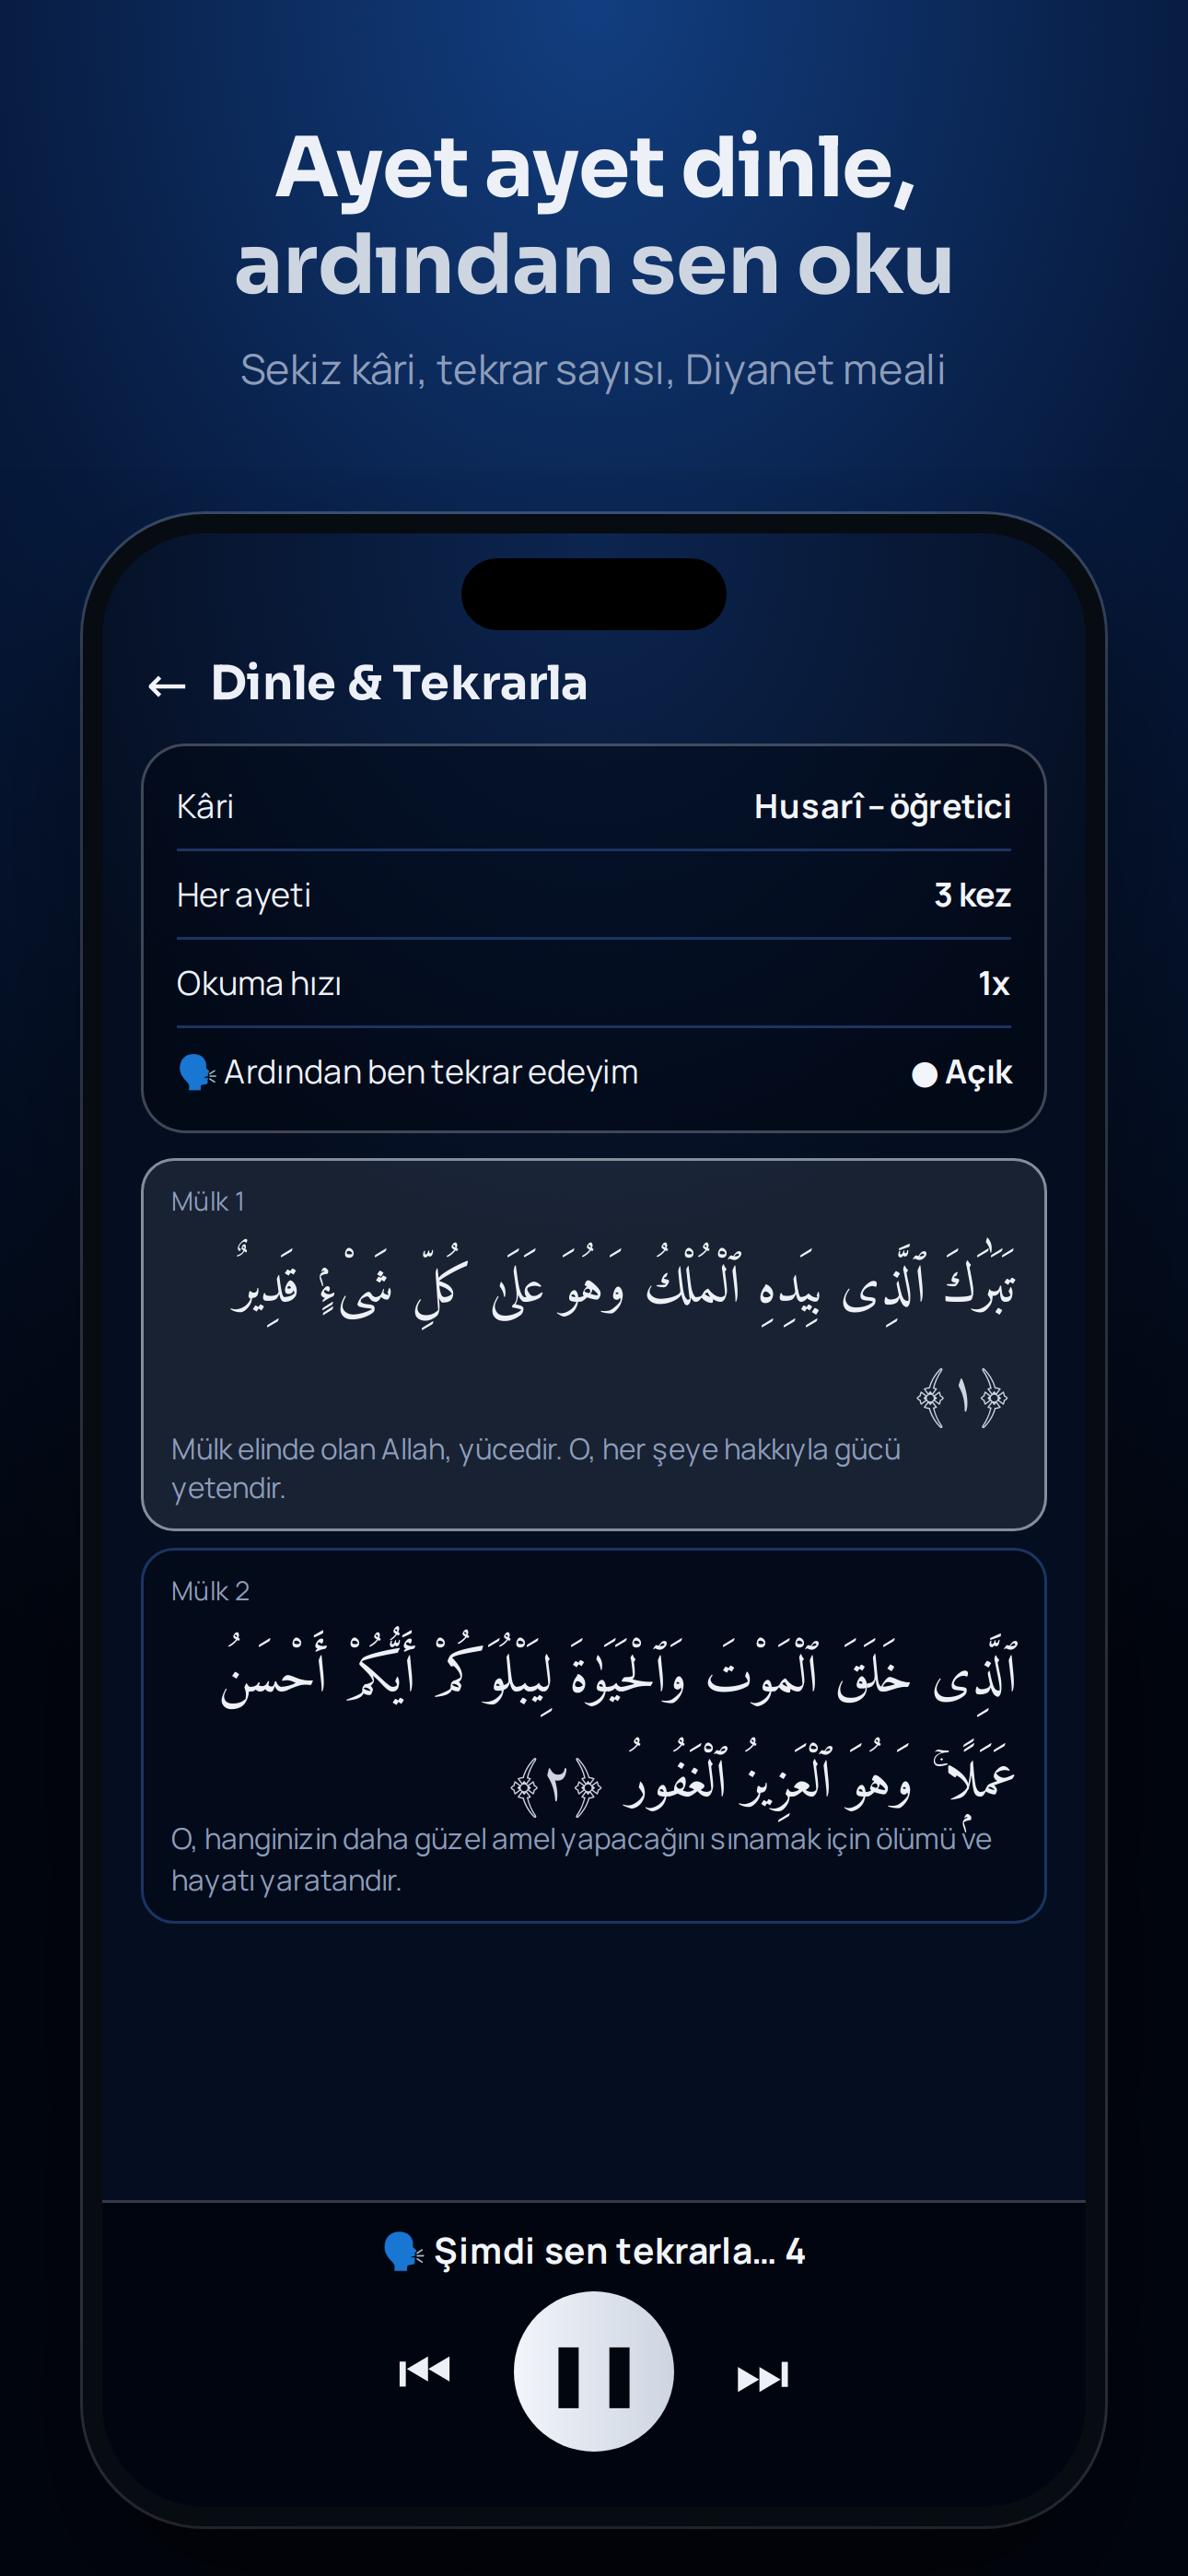 Ayet ayet dinle,
ardından sen oku
Sekiz kâri, tekrar sayısı, Diyanet meali
← Dinle & Tekrarla
Kâri Husarî – öğretici
Her ayeti 3 kez
Okuma hızı 1x
🗣 Ardından ben tekrar edeyim ● Açık
Mülk 1
تَبَٰرَكَ ٱلَّذِى بِيَدِهِ ٱلْمُلْكُ وَهُوَ عَلَىٰ كُلِّ شَىْءٍۢ قَدِيرٌ
﴿١﴾
Mülk elinde olan Allah, yücedir. O, her şeye hakkıyla gücü
yetendir.
Mülk 2
ٱلَّذِى خَلَقَ ٱلْمَوْتَ وَٱلْحَيَوٰةَ لِيَبْلُوَكُمْ أَيُّكُمْ أَحْسَنُ
عَمَلًۭا ۚ وَهُوَ ٱلْعَزِيزُ ٱلْغَفُورُ ﴿٢﴾
O, hanginizin daha güzel amel yapacağını sınamak için ölümü ve
hayatı yaratandır.
🗣 Şimdi sen tekrarla... 4